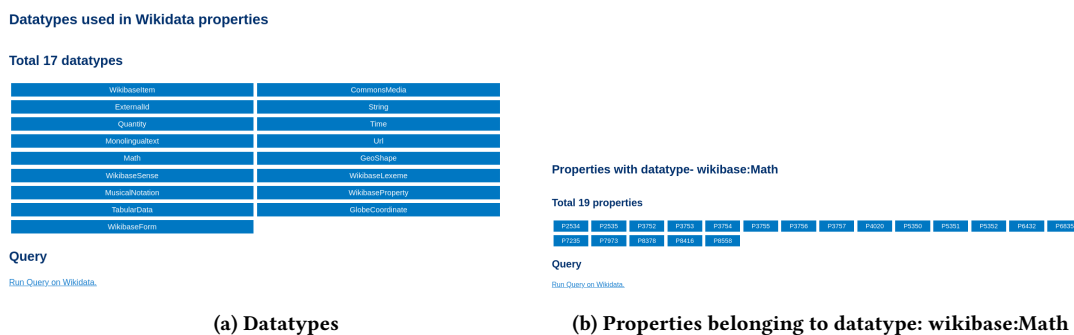 Datatypes used in Wikidata properties
Total 17 datatypes
WikibaseItem CommonsMedia
ExternalId String
Quantity Time
Monolingualtext Url
Math GeoShape
WikibaseSense WikibaseLexeme
MusicalNotation WikibaseProperty
TabularData GlobeCoordinate
WikibaseForm
Query
Run Query on Wikidata.
(a) Datatypes
Properties with datatype- wikibase:Math
Total 19 properties
P2534 P2535 P3752 P3753 P3754 P3755 P3756 P3757 P4020 P5350 P5351 P5352 P6432 P6835
P7235 P7973 P8378 P8416 P8558
Query
Run Query on Wikidata.
(b) Properties belonging to datatype: wikibase:Math